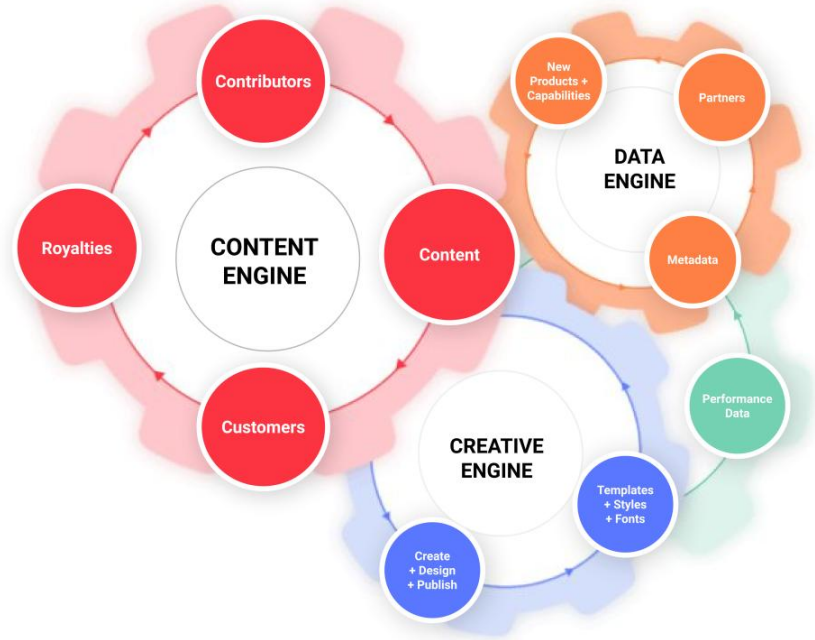 Contributors
Royalties
CONTENT
ENGINE
Content
Customers
New
Products +
Capabilities
Partners
DATA
ENGINE
Metadata
Performance
Data
CREATIVE
ENGINE
Templates
+ Styles
+ Fonts
Create
+ Design
+ Publish